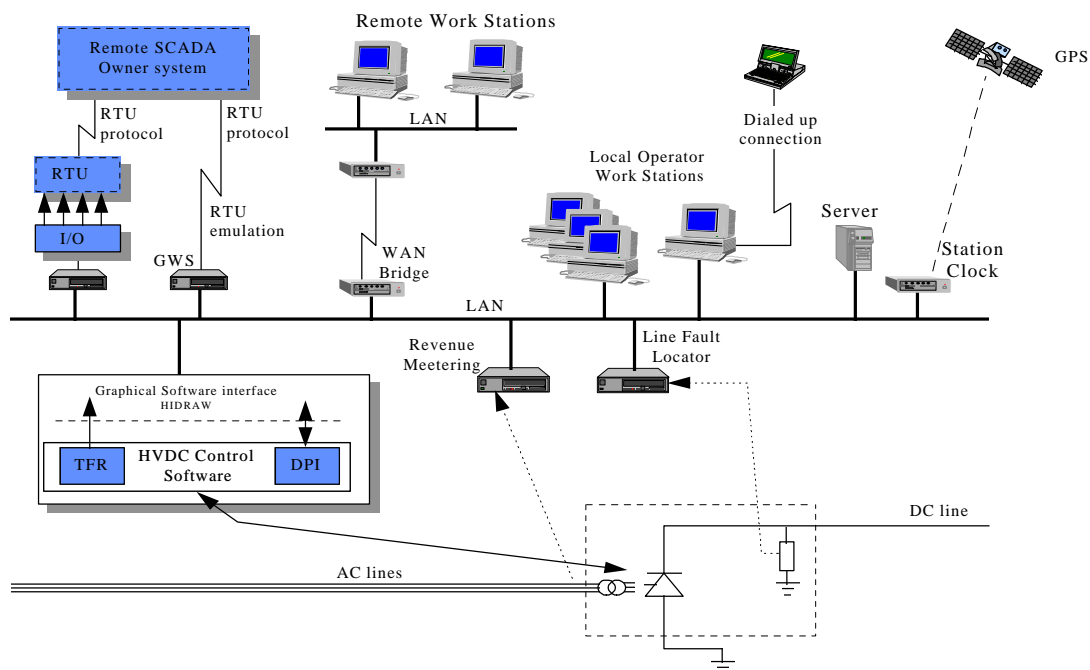 Remote Work Stations
Remote SCADA
Owner system
GPS
RTU
protocol
RTU
protocol
LAN
Dialed up
connection
Local Operator
Work Stations
RTU
I/O
RTU
emulation
GWS
WAN
Bridge
Server
Station
Clock
LAN
Revenue
Meetering
Line Fault
Locator
Graphical Software interface
HIDRAW
TFR
HVDC Control
Software
DPI
DC line
AC lines